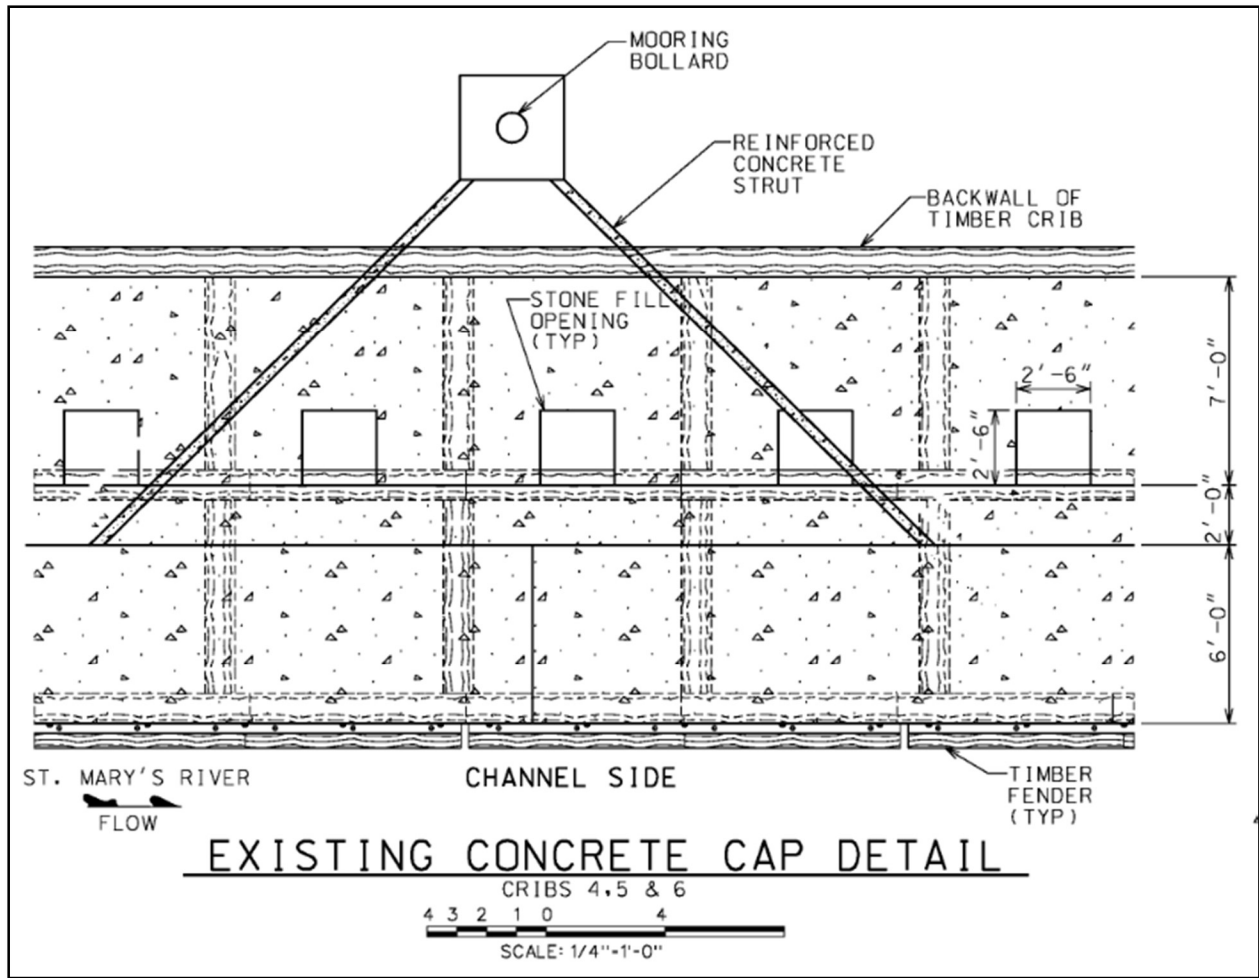 MOORING
BOLLARD
REINFORCED
CONCRETE
STRUT
BACKWALL OF
TIMBER CRIB
STONE FILL
OPENING
(TYP)
2'-6"
2'-6"
7'-0"
2'-0"
6'-0"
ST. MARY'S RIVER
FLOW
CHANNEL SIDE
TIMBER
FENDER
(TYP)
EXISTING CONCRETE CAP DETAIL
CRIBS 4,5 & 6
4 3 2 1 0 4
SCALE: 1/4"-1'-0"